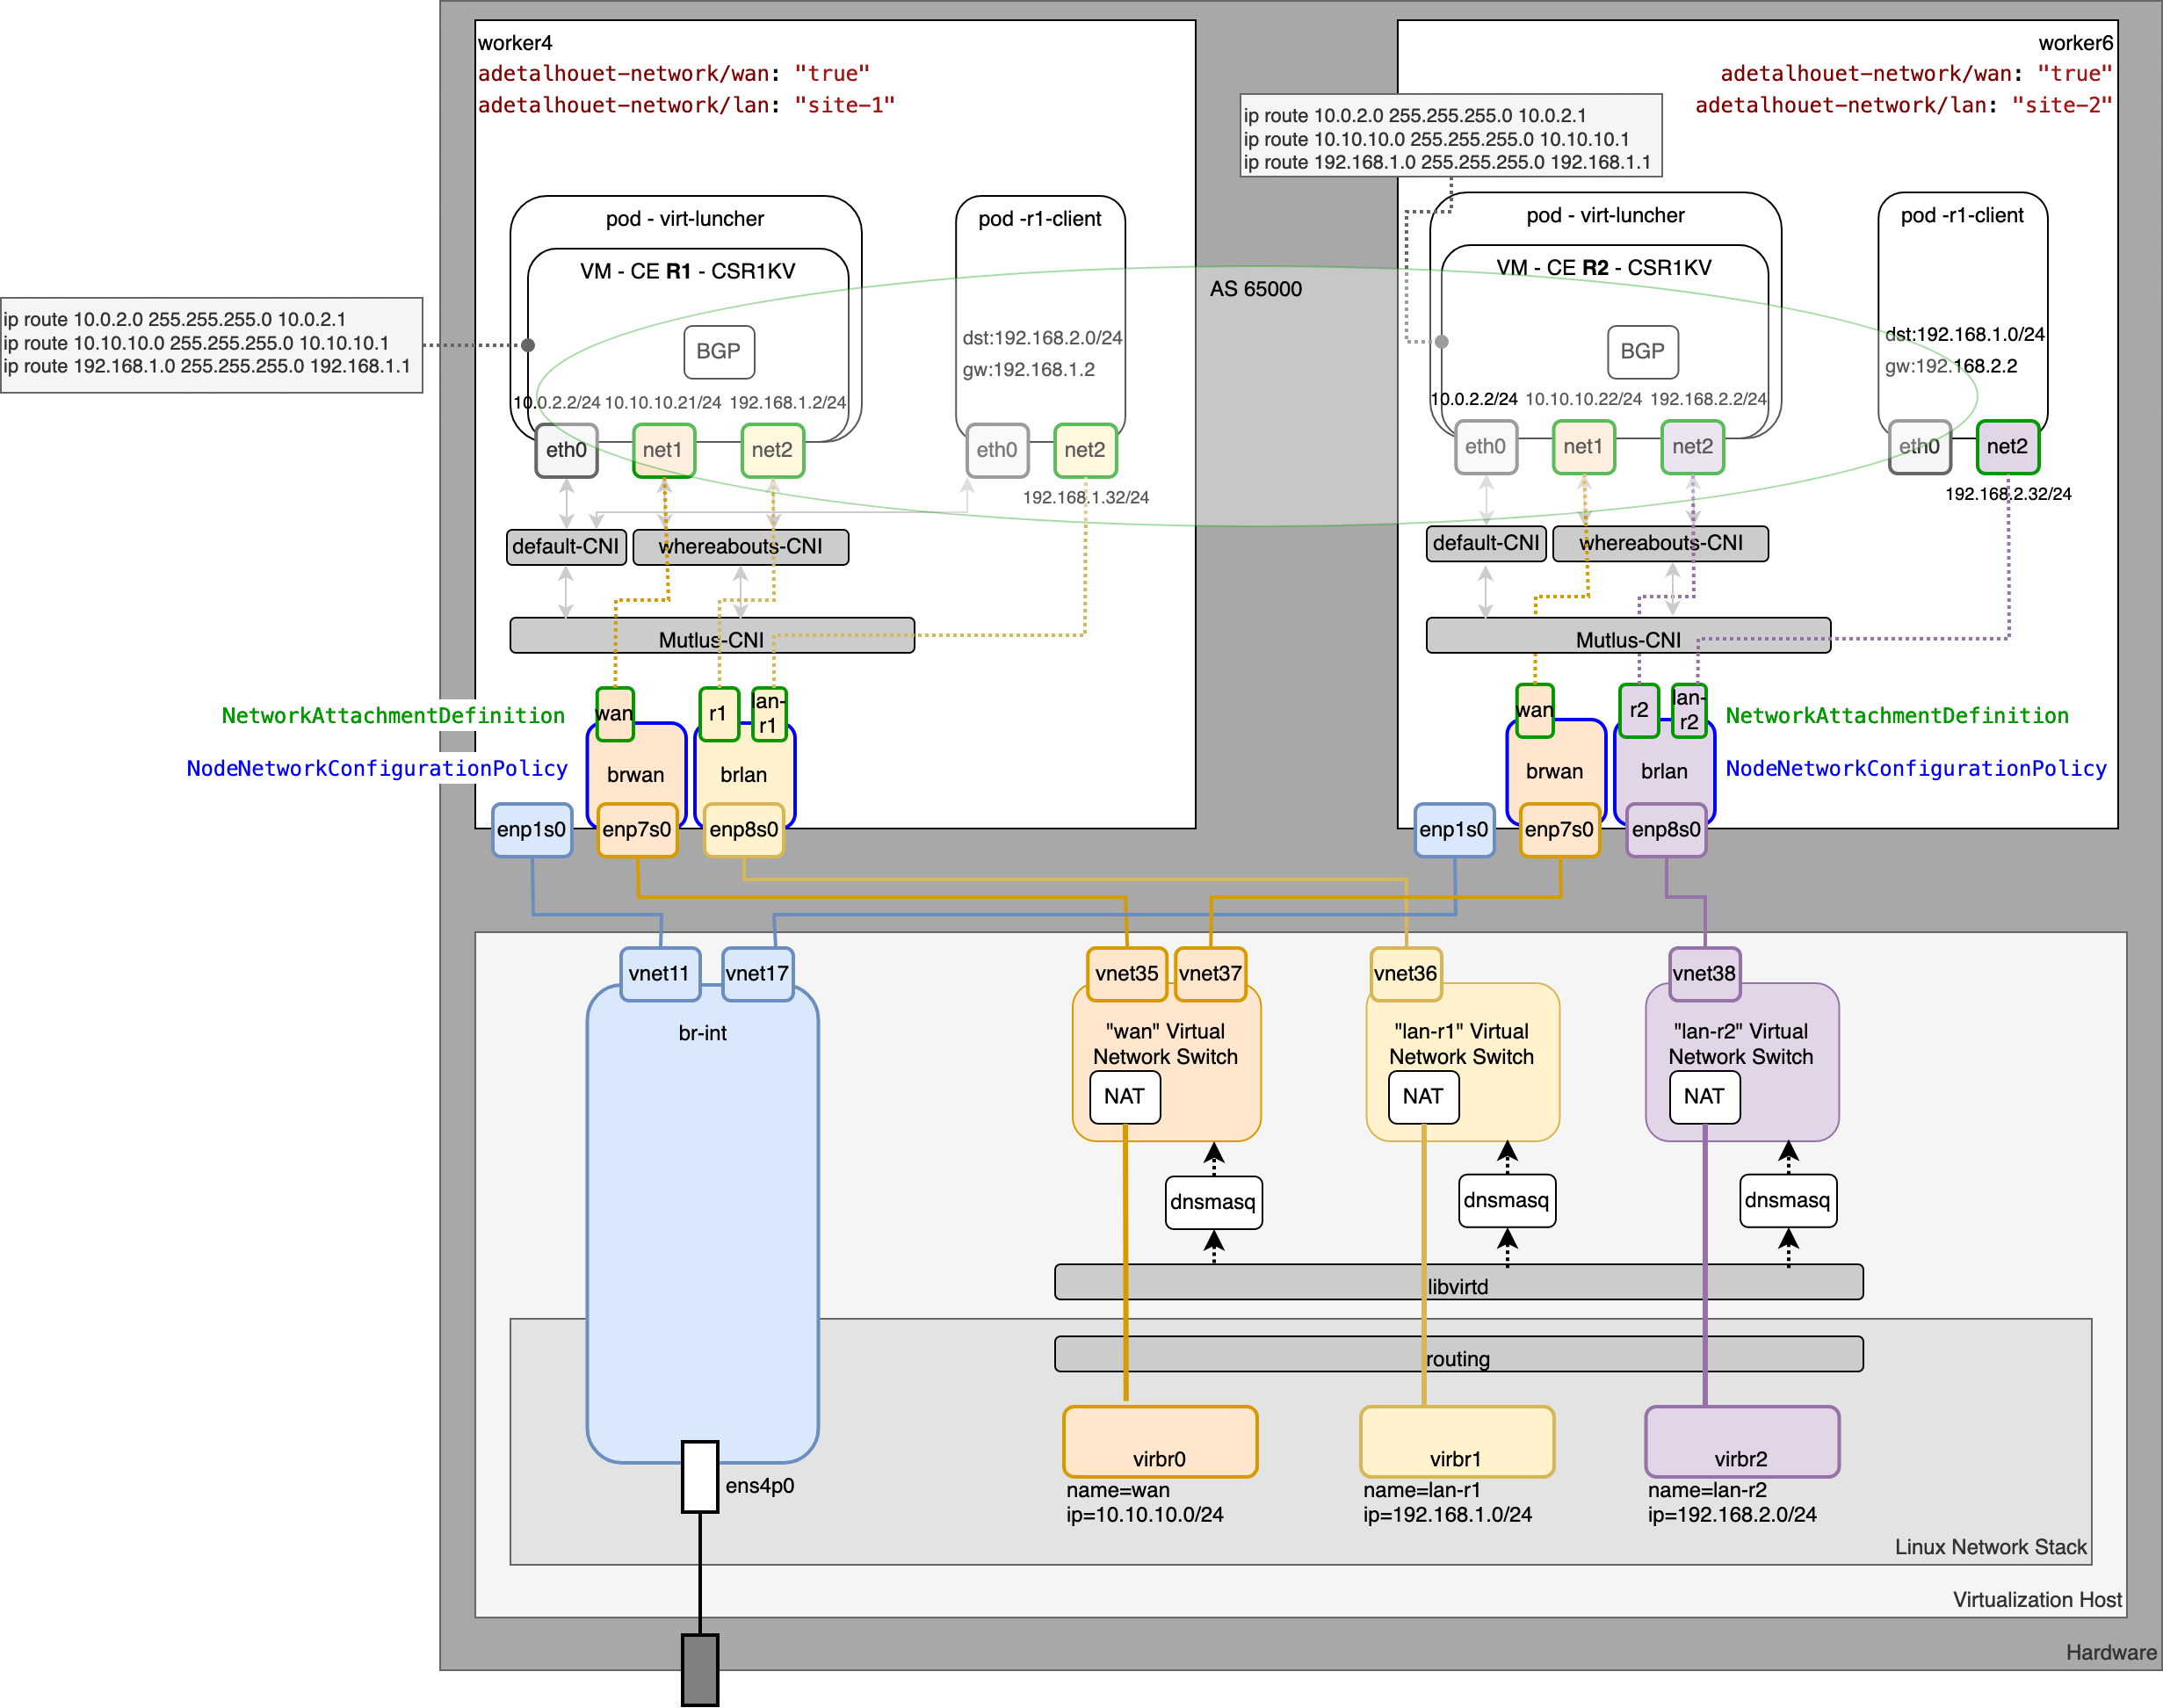 worker4
adetalhouet-network/wan: "true"
adetalhouet-network/lan: "site-1"
worker6
adetalhouet-network/wan: "true"
adetalhouet-network/lan: "site-2"
ip route 10.0.2.0 255.255.255.0 10.0.2.1
ip route 10.10.10.0 255.255.255.0 10.10.10.1
ip route 192.168.1.0 255.255.255.0 192.168.1.1
pod - virt-luncher
VM - CE R1 - CSR1KV
BGP
10.0.2.2/24 10.10.10.21/24 192.168.1.2/24
eth0
net1
net2
pod -r1-client
dst:192.168.2.0/24
gw:192.168.1.2
eth0
net2
192.168.1.32/24
AS 65000
ip route 10.0.2.0 255.255.255.0 10.0.2.1
ip route 10.10.10.0 255.255.255.0 10.10.10.1
ip route 192.168.1.0 255.255.255.0 192.168.1.1
pod - virt-luncher
VM - CE R2 - CSR1KV
BGP
10.0.2.2/24 10.10.10.22/24 192.168.2.2/24
eth0
net1
net2
pod -r1-client
dst:192.168.1.0/24
gw:192.168.2.2
eth0
net2
192.168.2.32/24
default-CNI
whereabouts-CNI
Mutlus-CNI
default-CNI
whereabouts-CNI
Mutlus-CNI
NetworkAttachmentDefinition
NodeNetworkConfigurationPolicy
wan
r1
lan-
r1
brwan
brlan
enp1s0
enp7s0
enp8s0
wan
r2
lan-
r2
brwan
brlan
enp1s0
enp7s0
enp8s0
NetworkAttachmentDefinition
NodeNetworkConfigurationPolicy
vnet11
vnet17
br-int
vnet35
vnet37
"wan" Virtual
Network Switch
NAT
dnsmasq
vnet36
"lan-r1" Virtual
Network Switch
NAT
dnsmasq
vnet38
"lan-r2" Virtual
Network Switch
NAT
dnsmasq
libvirtd
routing
ens4p0
virbr0
name=wan
ip=10.10.10.0/24
virbr1
name=lan-r1
ip=192.168.1.0/24
virbr2
name=lan-r2
ip=192.168.2.0/24
Linux Network Stack
Virtualization Host
Hardware